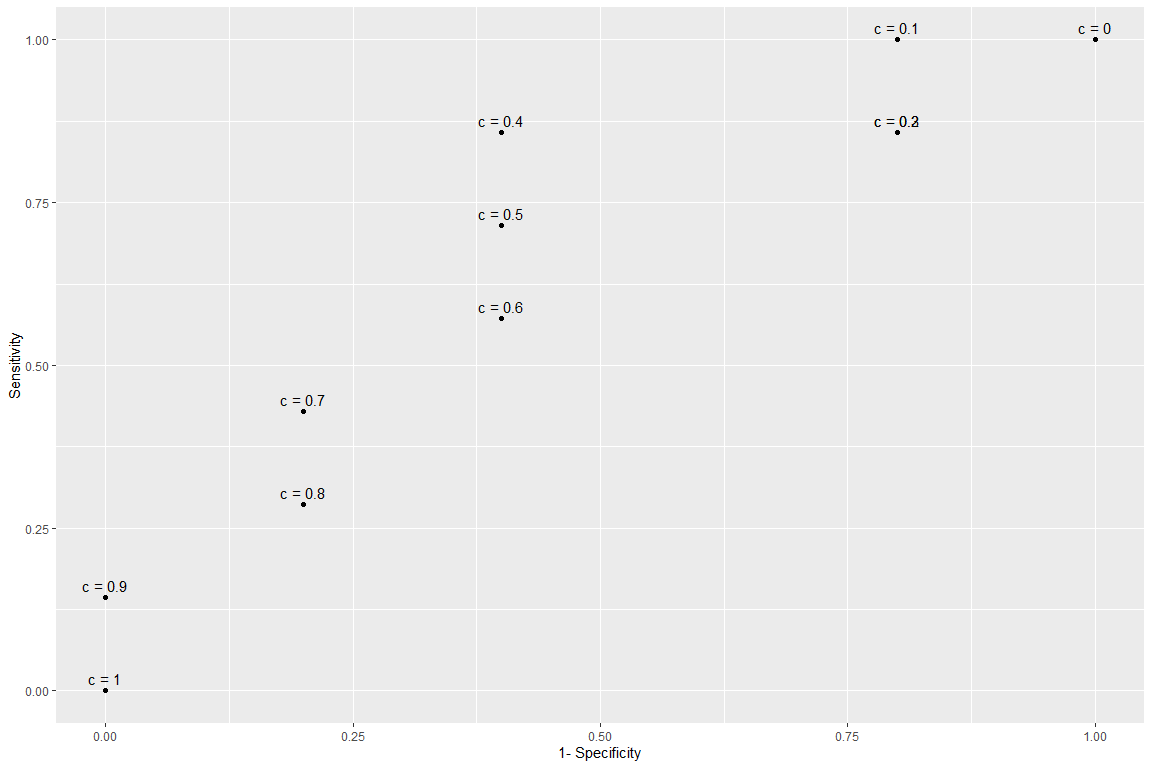 c = 0.1
c = 0
1.00
c = 0.4
0.75
c = 0.5
c = 0.6
Sensitivity
0.50
c = 0.7
c = 0.8
0.25
c = 0.9
c = 1
0.00
0.00
0.25
0.50
0.75
1.00
1- Specificity